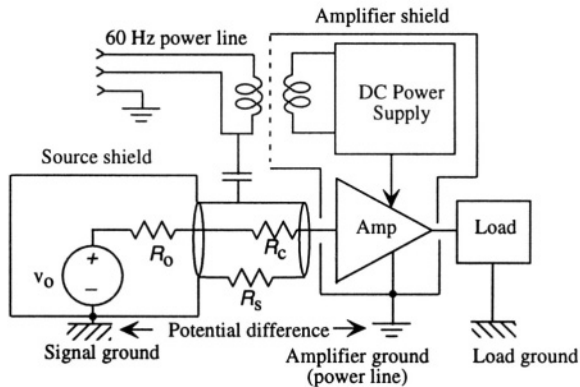 Amplifier shield
60 Hz power line
DC Power
Supply
Source shield
Amp
Load
Ro
Rc
+
vo
−
Rs
Potential difference
Signal ground
Amplifier ground
(power line)
Load ground